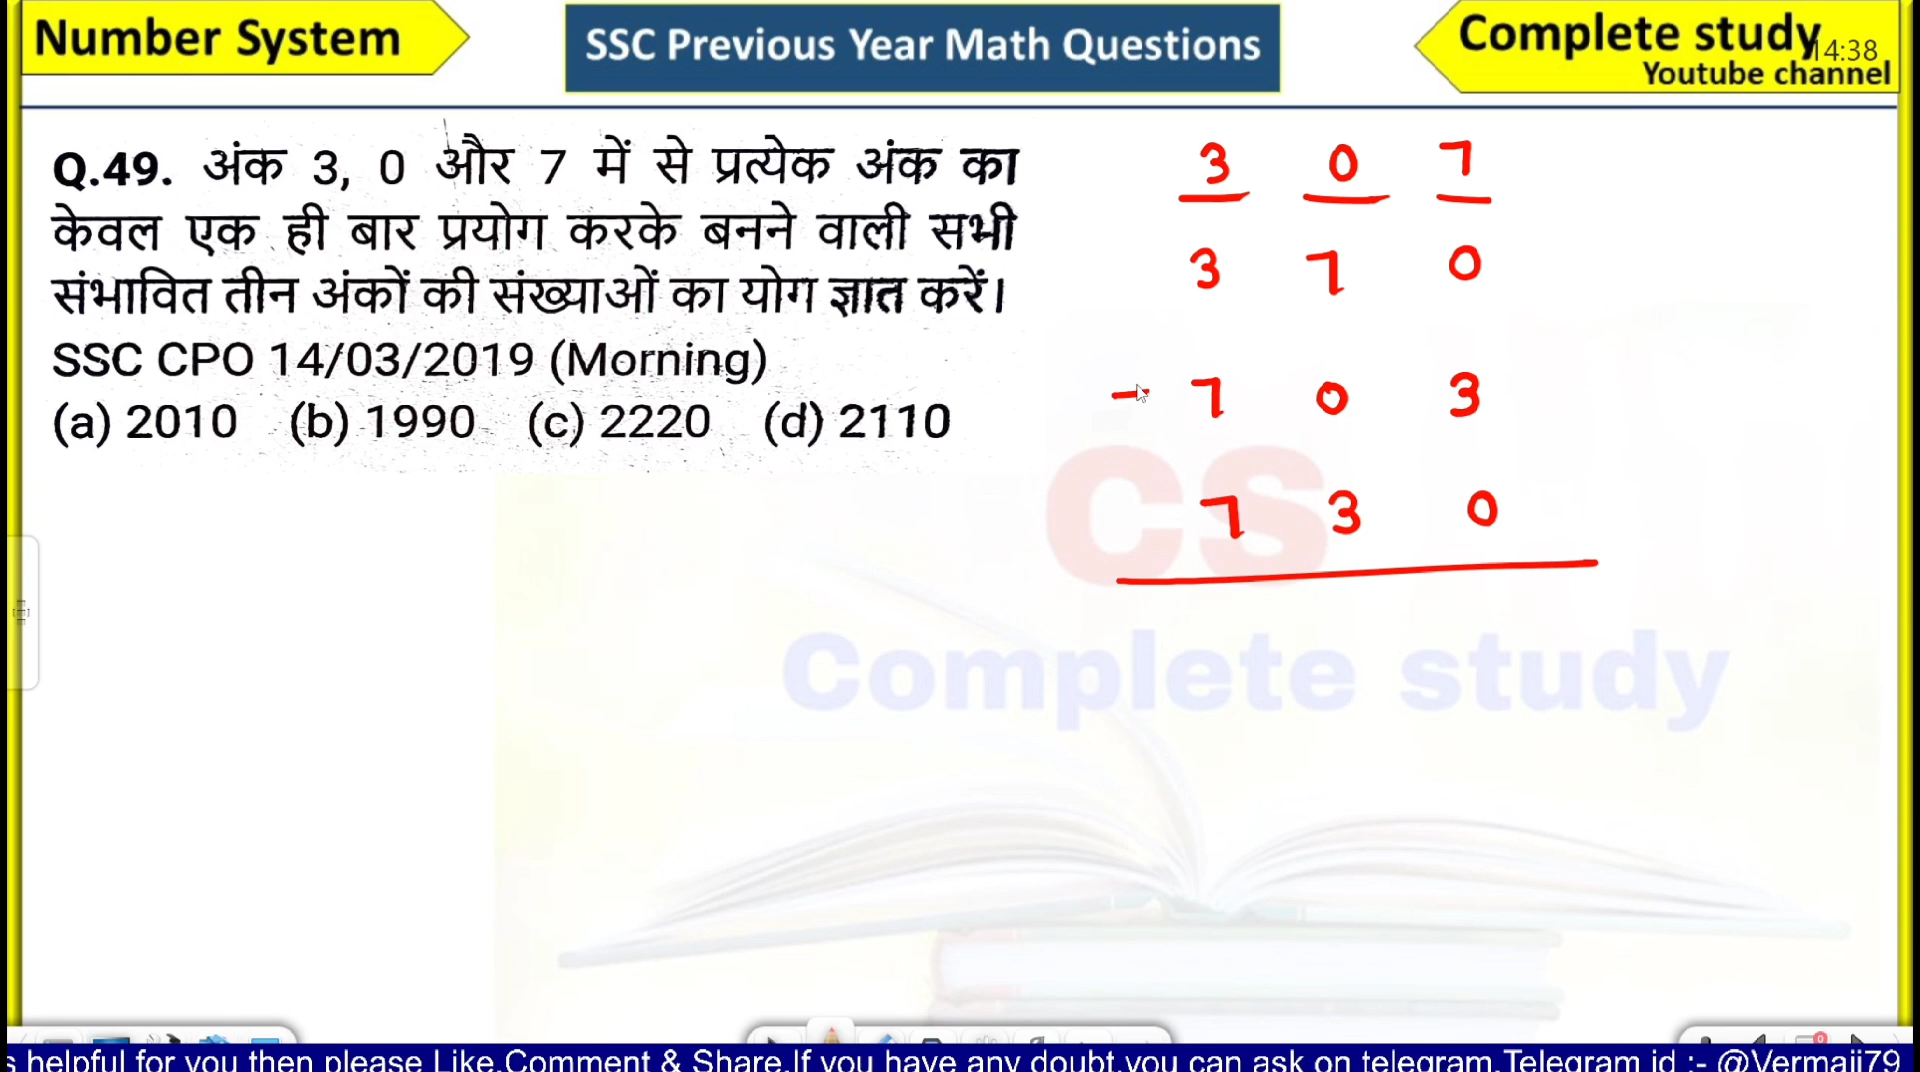 Number System
SSC Previous Year Math Questions
Complete study
14:38
Youtube channel
Q.49. अंक 3, 0 और 7 में से प्रत्येक अंक का
केवल एक ही बार प्रयोग करके बनने वाली सभी
संभावित तीन अंकों की संख्याओं का योग ज्ञात करें।
SSC CPO 14/03/2019 (Morning)
(a) 2010 (b) 1990 (c) 2220 (d) 2110
3 0 7
3 7 0
7 0 3
7 3 0
CS
Complete study
s helpful for you then please Like,Comment & Share.If you have any doubt,you can ask on telegram.Telegram id :- @Vermaji79